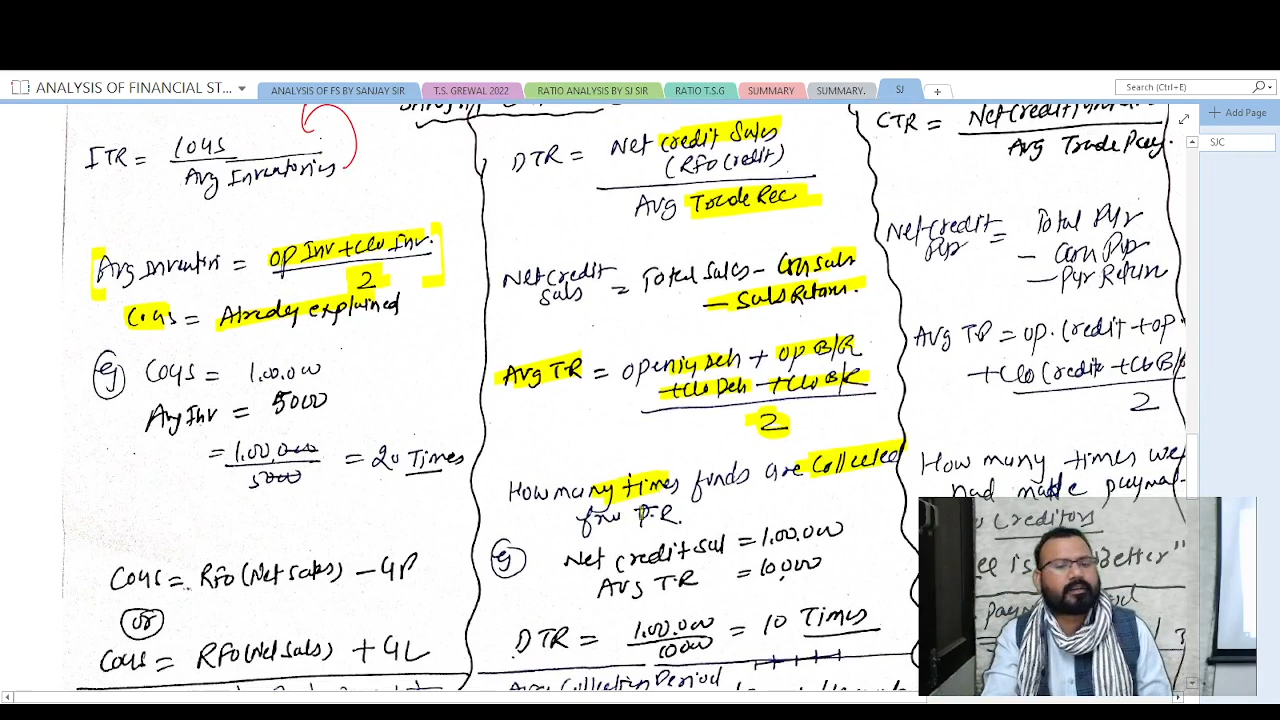 ANALYSIS OF FINANCIAL ST...
ANALYSIS OF FS BY SANJAY SIR
T.S. GREWAL 2022
RATIO ANALYSIS BY SJ SIR
RATIO T.S.G
SUMMARY
SUMMARY.
SJ
Search (Ctrl+E)
Add Page
SJC
ITR = COGS
Avg Inventories
Avg Inventori = Op Inv + Clo Inv.
2
COGS = Already explained
eg COGS = 1,00,000
Avg Inv = 5000
= 1,00,000
5000
= 20 Times
COGS = RFO (Net Sales) - GP
or
COGS = RFO (Net Sales) + GL
DTR = Net Credit Sales
(RFO Credit)
Avg Trade Rec
Net Credit
Sales = Total Sales - Cash Sales
- Sales Return.
Avg T.R = Opening Deb + Op B/R
+ Clo Deb + Clo B/R
2
How many times funds are Collected
T.R.
eg Net Credit Sal = 1,00,000
Avg T.R = 10,000
DTR = 1,00,000
10000
= 10 Times
Collection Period
CTR = Net Credit
Avg Trade Pay.
Net Credit
Pur = Total Pur
- Cash Pur
- Pur Return
Avg T.P = Op. Credit + Op
+ Clo Credit + Clo B/
2
How many times we
had made paymen
Creditors
Better"